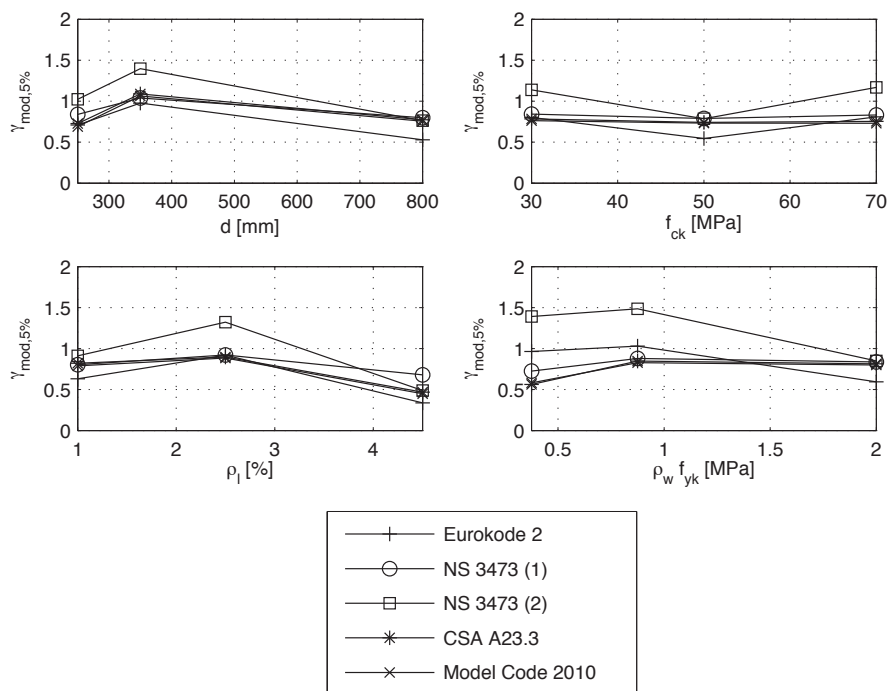 2
1.5
1
0.5
0
γmod,5%
300 400 500 600 700 800
d [mm]
2
1.5
1
0.5
0
γmod,5%
30 40 50 60 70
fck [MPa]
2
1.5
1
0.5
0
γmod,5%
1 2 3 4
ρl [%]
2
1.5
1
0.5
0
γmod,5%
0.5 1 1.5 2
ρw fyk [MPa]
Eurokode 2
NS 3473 (1)
NS 3473 (2)
CSA A23.3
Model Code 2010